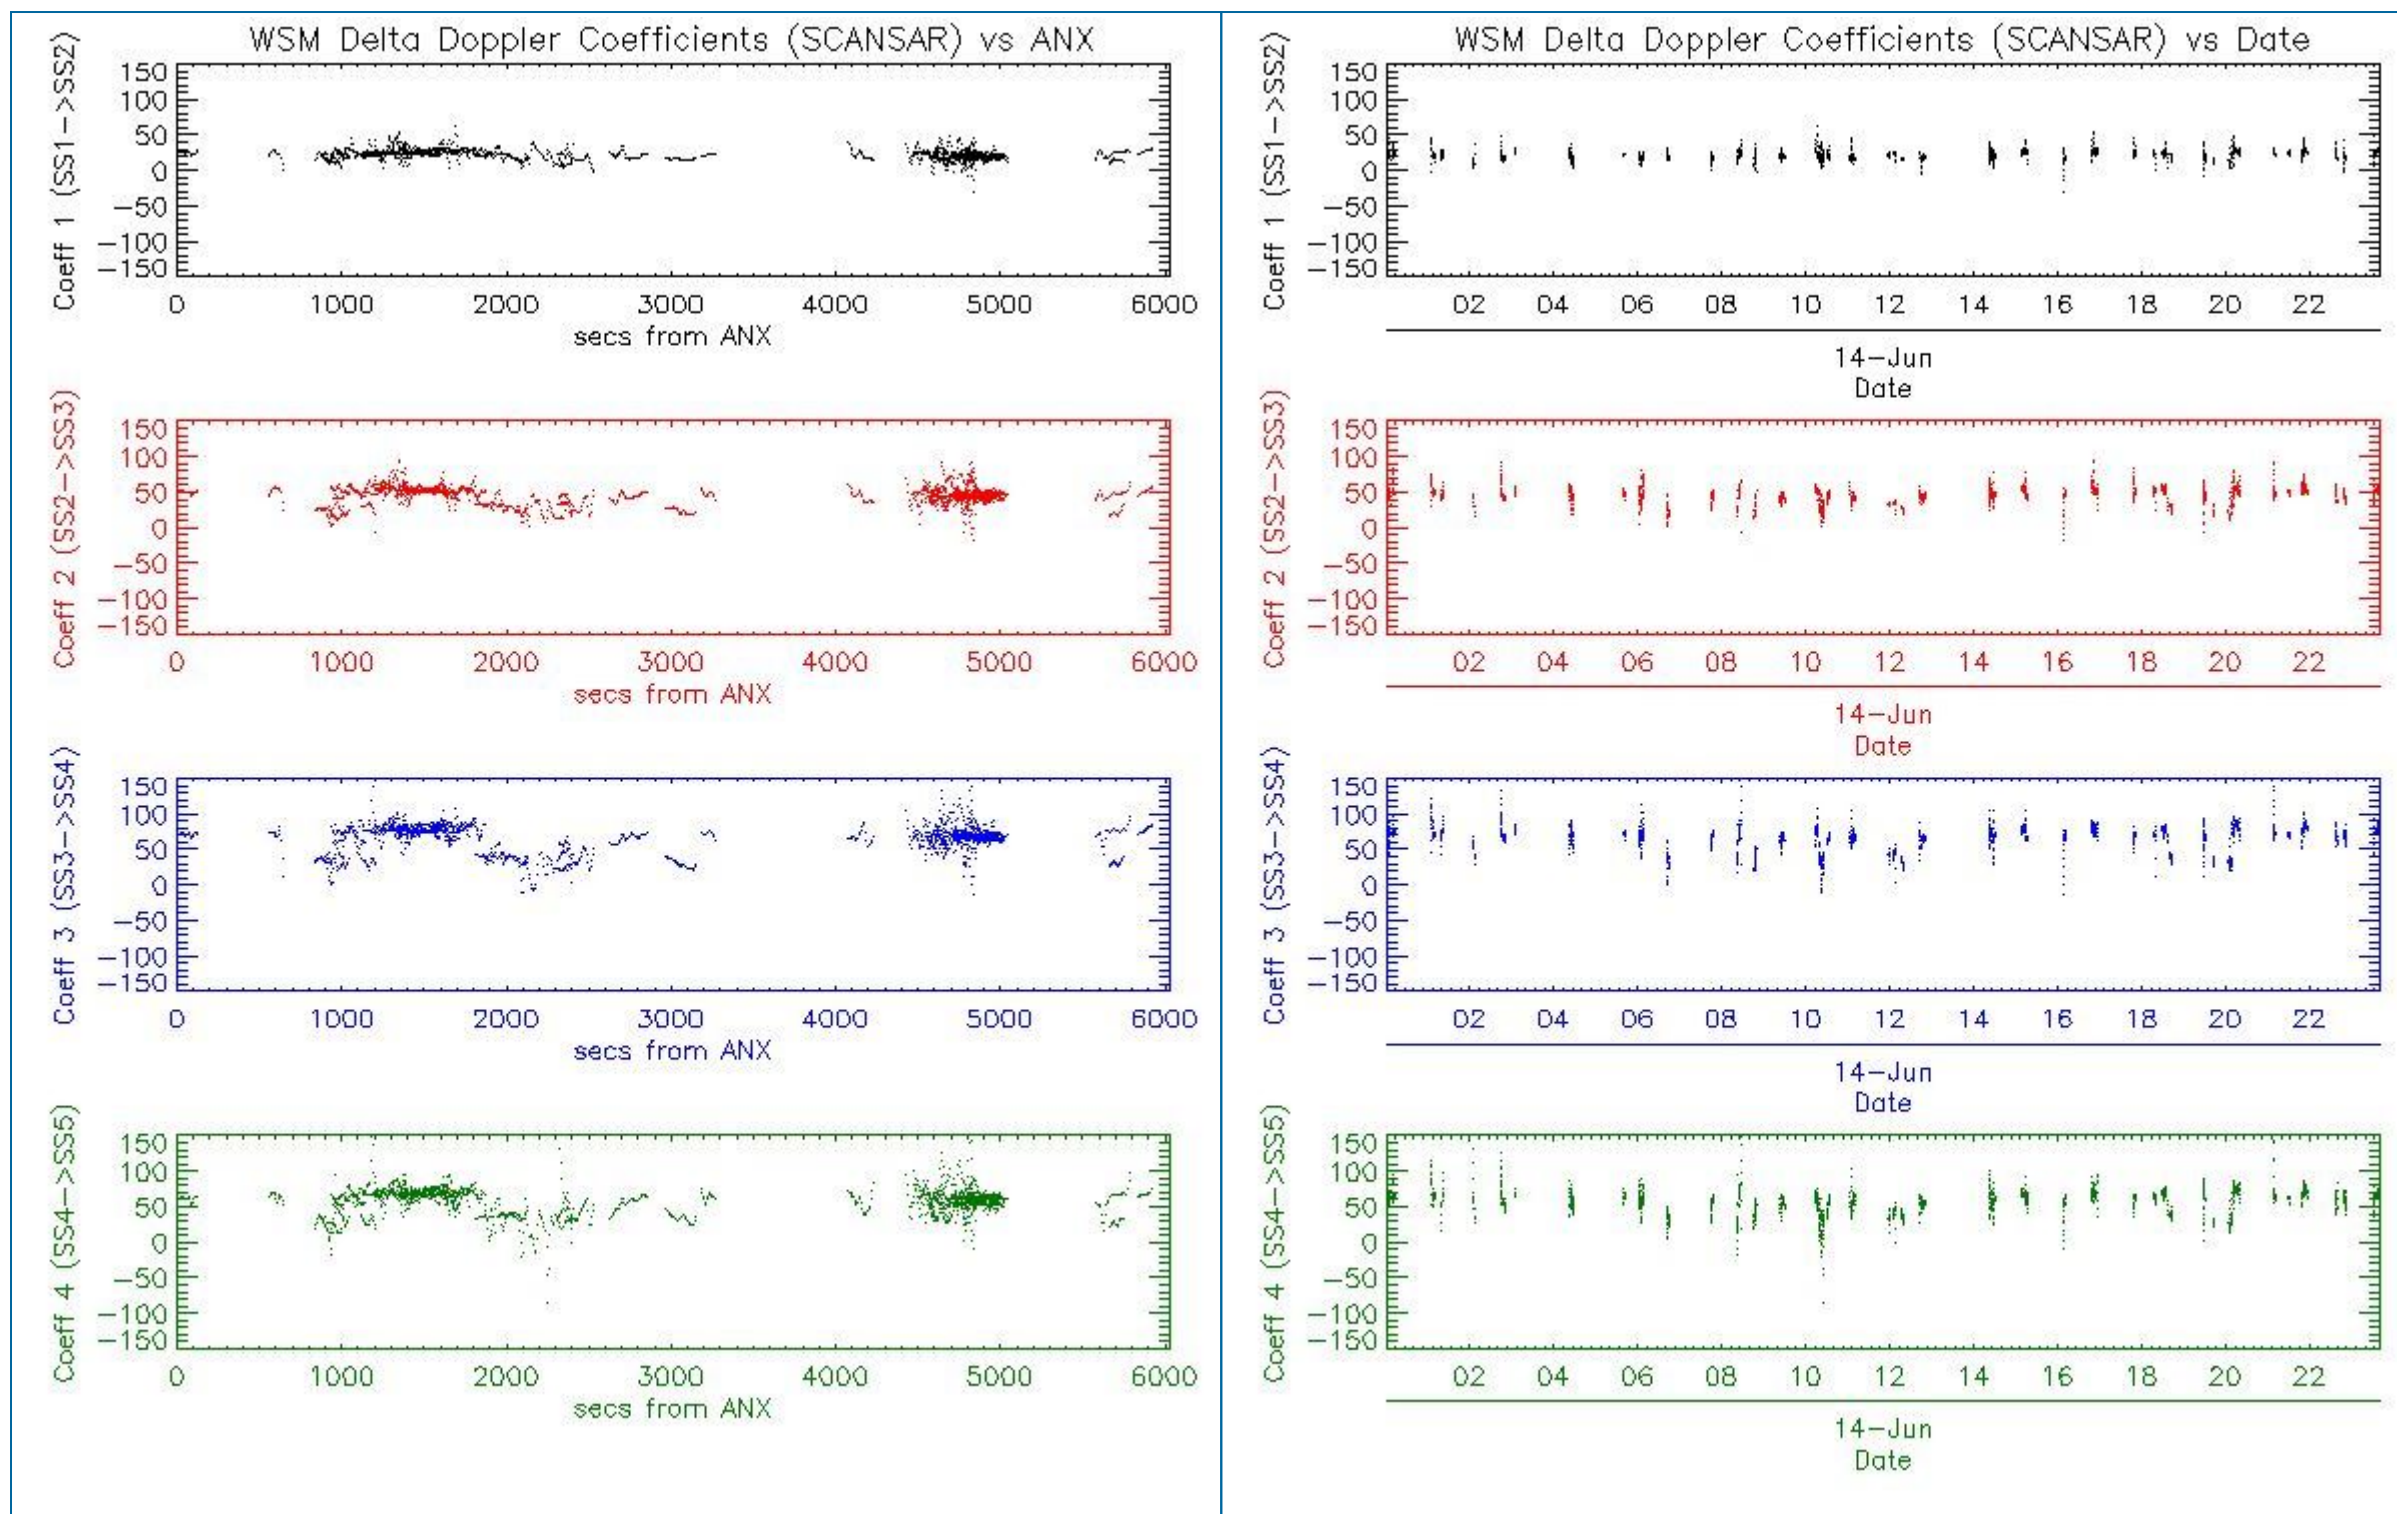 WSM Delta Doppler Coefficients (SCANSAR) vs ANX
Coeff 1 (SS1->SS2)
150
100
50
0
-50
-100
-150
0 1000 2000 3000 4000 5000 6000
secs from ANX
Coeff 2 (SS2->SS3)
150
100
50
0
-50
-100
-150
0 1000 2000 3000 4000 5000 6000
secs from ANX
Coeff 3 (SS3->SS4)
150
100
50
0
-50
-100
-150
0 1000 2000 3000 4000 5000 6000
secs from ANX
Coeff 4 (SS4->SS5)
150
100
50
0
-50
-100
-150
0 1000 2000 3000 4000 5000 6000
secs from ANX
WSM Delta Doppler Coefficients (SCANSAR) vs Date
Coeff 1 (SS1->SS2)
150
100
50
0
-50
-100
-150
02 04 06 08 10 12 14 16 18 20 22
14-Jun
Date
Coeff 2 (SS2->SS3)
150
100
50
0
-50
-100
-150
02 04 06 08 10 12 14 16 18 20 22
14-Jun
Date
Coeff 3 (SS3->SS4)
150
100
50
0
-50
-100
-150
02 04 06 08 10 12 14 16 18 20 22
14-Jun
Date
Coeff 4 (SS4->SS5)
150
100
50
0
-50
-100
-150
02 04 06 08 10 12 14 16 18 20 22
14-Jun
Date